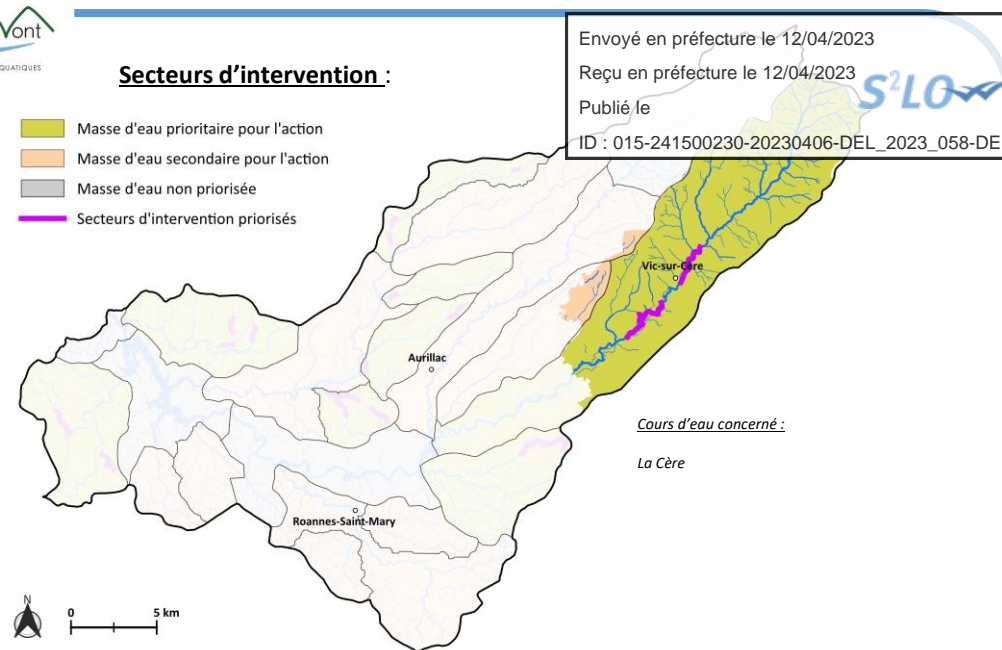 Vont
QUATIQUES
Envoyé en préfecture le 12/04/2023
Reçu en préfecture le 12/04/2023
Publié le
S²LO
ID : 015-241500230-20230406-DEL_2023_058-DE
Secteurs d'intervention :
Masse d'eau prioritaire pour l'action
Masse d'eau secondaire pour l'action
Masse d'eau non priorisée
Secteurs d'intervention priorisés
Vic-sur-Cère
Aurillac
Cours d'eau concerné :
La Cère
Roannes-Saint-Mary
N
0 5 km